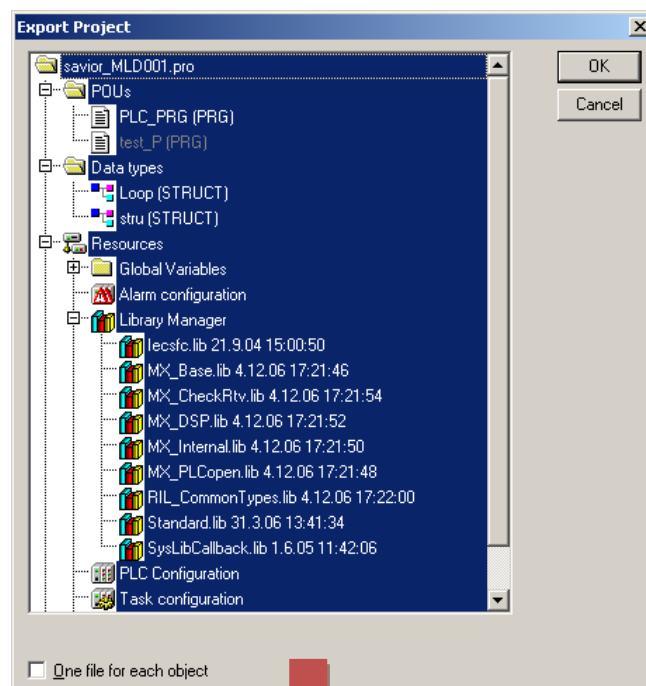 Export Project
savior_MLD001.pro
OK
POUs
Cancel
PLC_PRG (PRG)
test_P (PRG)
Data types
Loop (STRUCT)
stru (STRUCT)
Resources
Global Variables
Alarm configuration
Library Manager
Iecsfc.lib 21.9.04 15:00:50
MX_Base.lib 4.12.06 17:21:46
MX_CheckRtv.lib 4.12.06 17:21:54
MX_DSP.lib 4.12.06 17:21:52
MX_Internal.lib 4.12.06 17:21:50
MX_PLCopen.lib 4.12.06 17:21:48
RIL_CommonTypes.lib 4.12.06 17:22:00
Standard.lib 31.3.06 13:41:34
SysLibCallback.lib 1.6.05 11:42:06
PLC Configuration
Task configuration
One file for each object